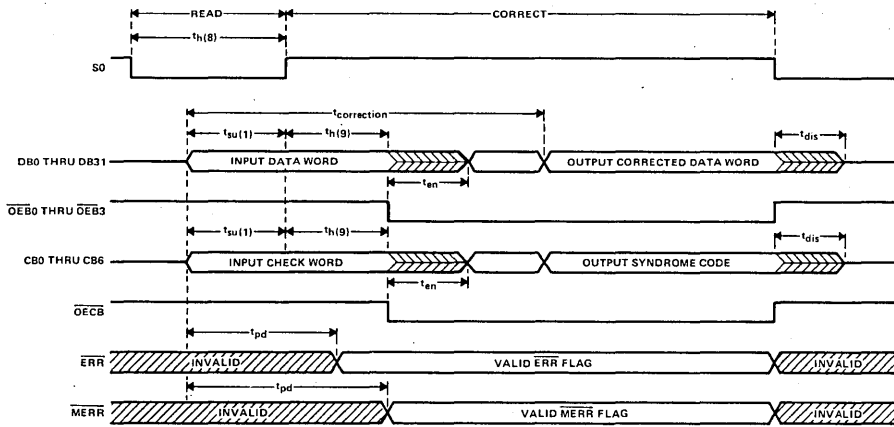 READ CORRECT
th(8)
S0
tcorrection
tsu(1) th(9) tdis
DB0 THRU DB31 INPUT DATA WORD OUTPUT CORRECTED DATA WORD
ten
OEB0 THRU OEB3
tsu(1) th(9) tdis
CB0 THRU CB6 INPUT CHECK WORD OUTPUT SYNDROME CODE
ten
OECB
tpd
ERR INVALID VALID ERR FLAG INVALID
tpd
MERR INVALID VALID MERR FLAG INVALID